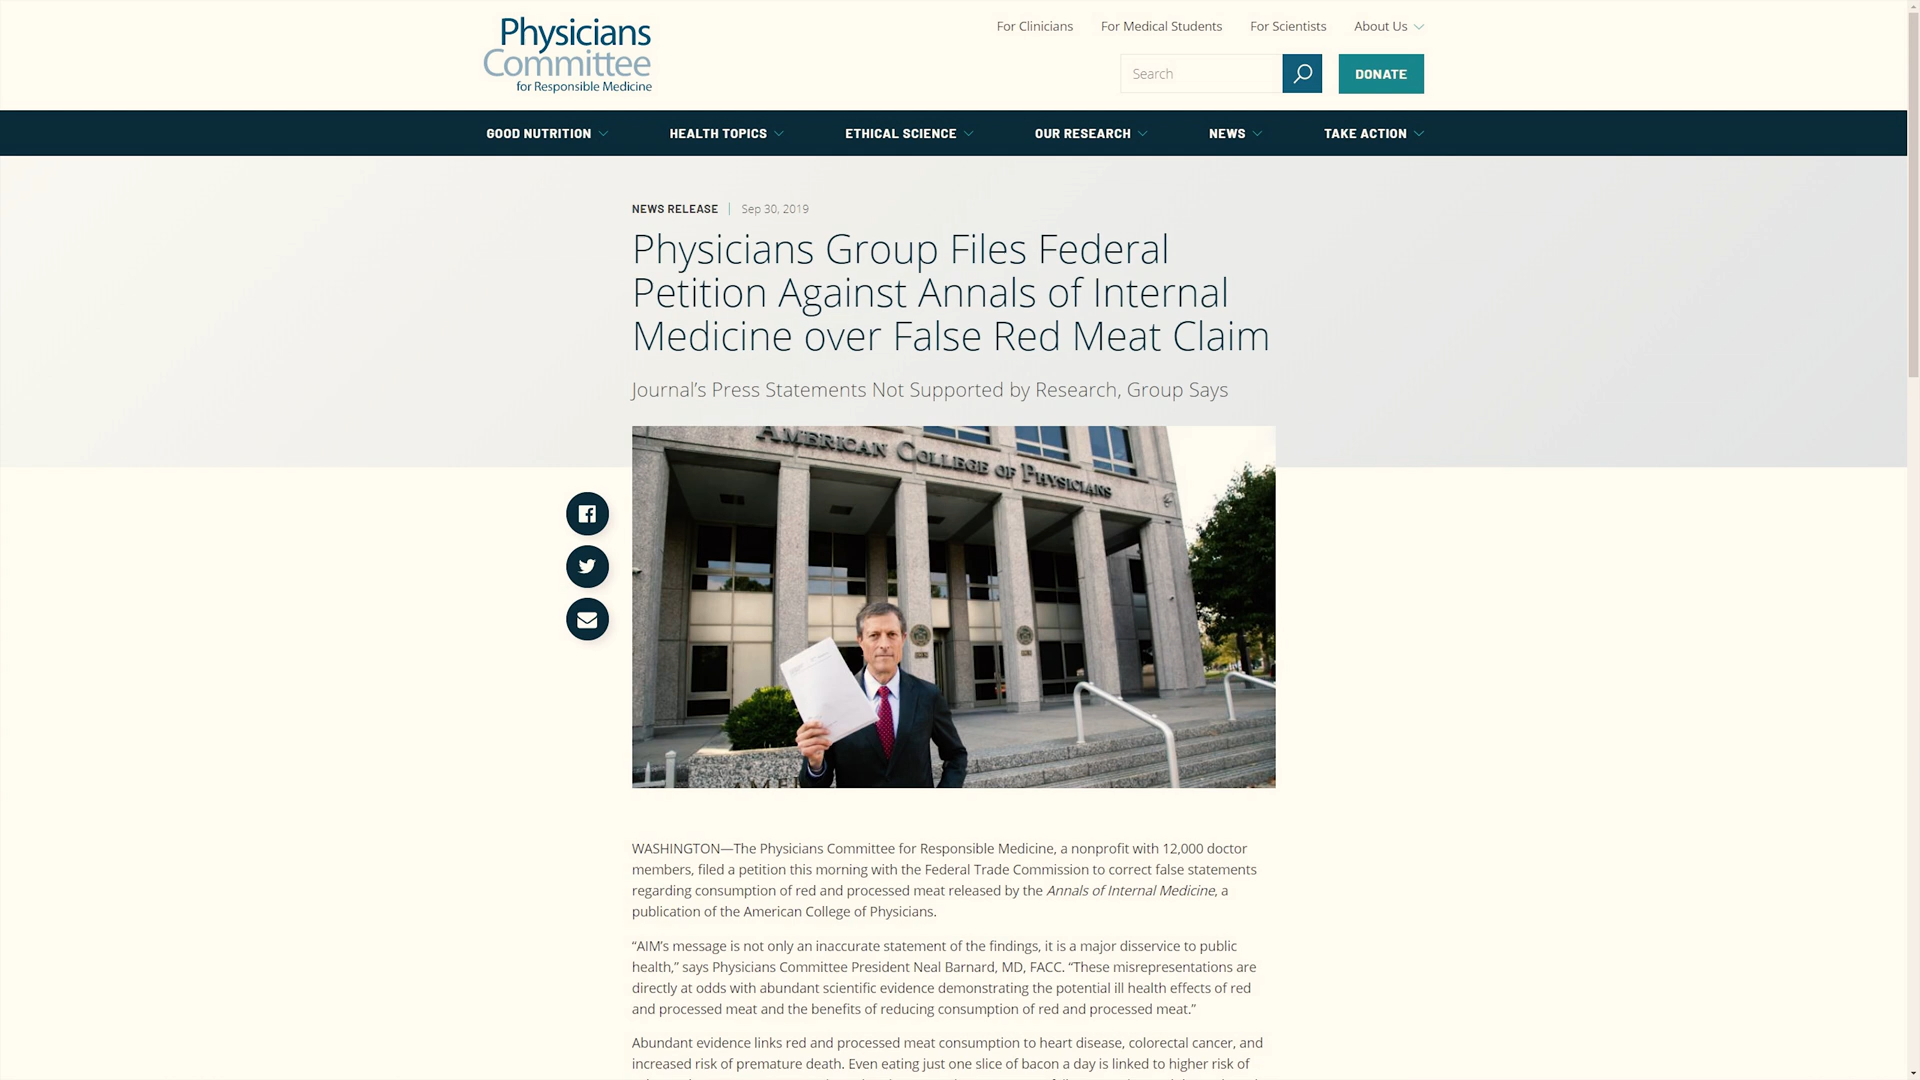 Physicians
Committee
for Responsible Medicine
For Clinicians
For Medical Students
For Scientists
About Us
Search
DONATE
GOOD NUTRITION
HEALTH TOPICS
ETHICAL SCIENCE
OUR RESEARCH
NEWS
TAKE ACTION
NEWS RELEASE | Sep 30, 2019
Physicians Group Files Federal
Petition Against Annals of Internal
Medicine over False Red Meat Claim
Journal’s Press Statements Not Supported by Research, Group Says
AMERICAN COLLEGE OF PHYSICIANS
WASHINGTON—The Physicians Committee for Responsible Medicine, a nonprofit with 12,000 doctor
members, filed a petition this morning with the Federal Trade Commission to correct false statements
regarding consumption of red and processed meat released by the Annals of Internal Medicine, a
publication of the American College of Physicians.
“AIM’s message is not only an inaccurate statement of the findings, it is a major disservice to public
health,” says Physicians Committee President Neal Barnard, MD, FACC. “These misrepresentations are
directly at odds with abundant scientific evidence demonstrating the potential ill health effects of red
and processed meat and the benefits of reducing consumption of red and processed meat.”
Abundant evidence links red and processed meat consumption to heart disease, colorectal cancer, and
increased risk of premature death. Even eating just one slice of bacon a day is linked to higher risk of